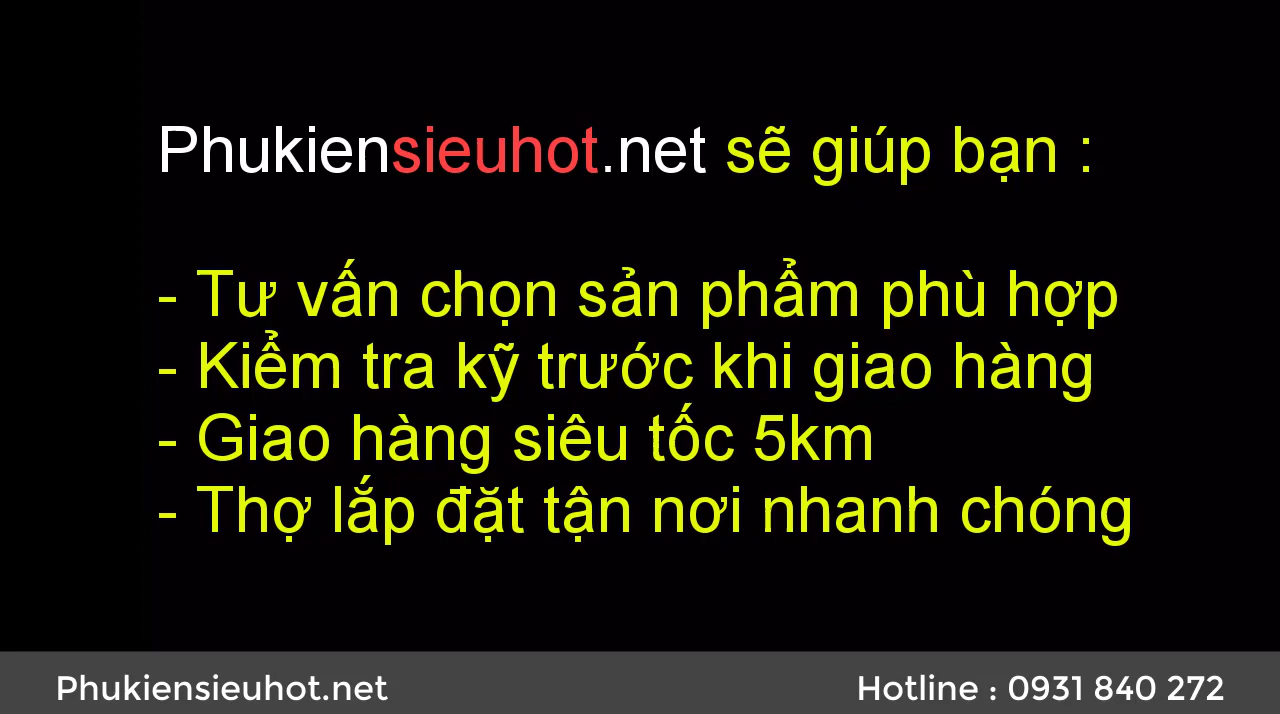 Phukiensieuhot.net sẽ giúp bạn :
- Tư vấn chọn sản phẩm phù hợp
- Kiểm tra kỹ trước khi giao hàng
- Giao hàng siêu tốc 5km
- Thợ lắp đặt tận nơi nhanh chóng
Phukiensieuhot.net
Hotline : 0931 840 272